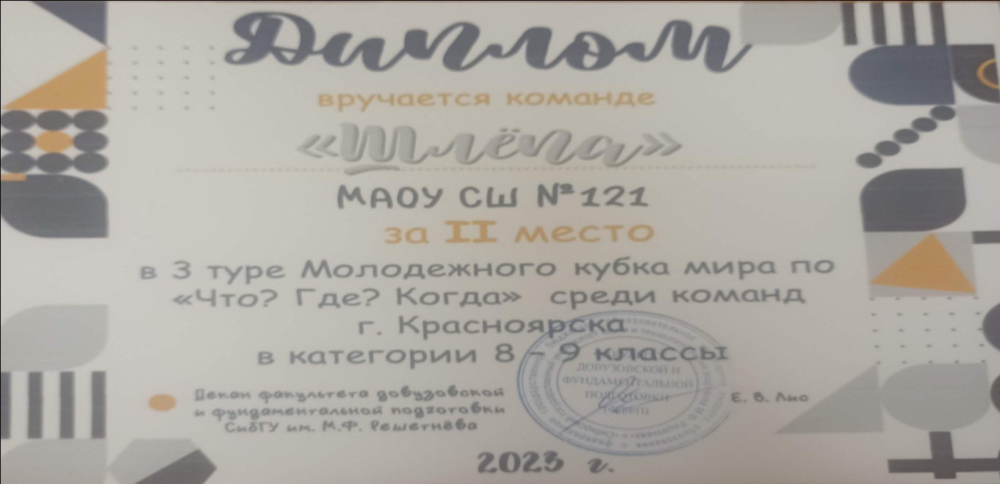 Диплом
вручается команде
«Шлёпа»
МАОУ СШ №121
за II место
в 3 туре Молодежного кубка мира по
«Что? Где? Когда» среди команд
г. Красноярска
в категории 8 – 9 классы
Декан факультета довузовской
и фундаментальной подготовки
СибГУ им. М.Ф. Решетнёва
ДОВУЗОВСКОЙ И
ФУНДАМЕНТАЛЬНОЙ
ПОДГОТОВКИ
(ФДФП)
Е. В. Лис
2023 г.